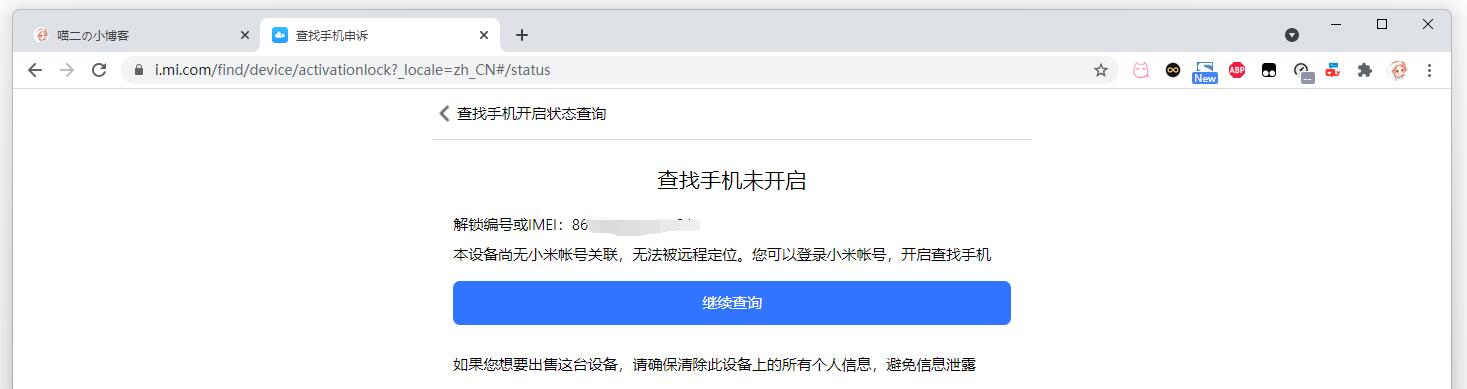 喵二の小博客
查找手机申诉
i.mi.com/find/device/activationlock?_locale=zh_CN#/status
New
ABP
查找手机开启状态查询
查找手机未开启
解锁编号或IMEI：86
本设备尚无小米帐号关联，无法被远程定位。您可以登录小米帐号，开启查找手机
继续查询
如果您想要出售这台设备，请确保清除此设备上的所有个人信息，避免信息泄露